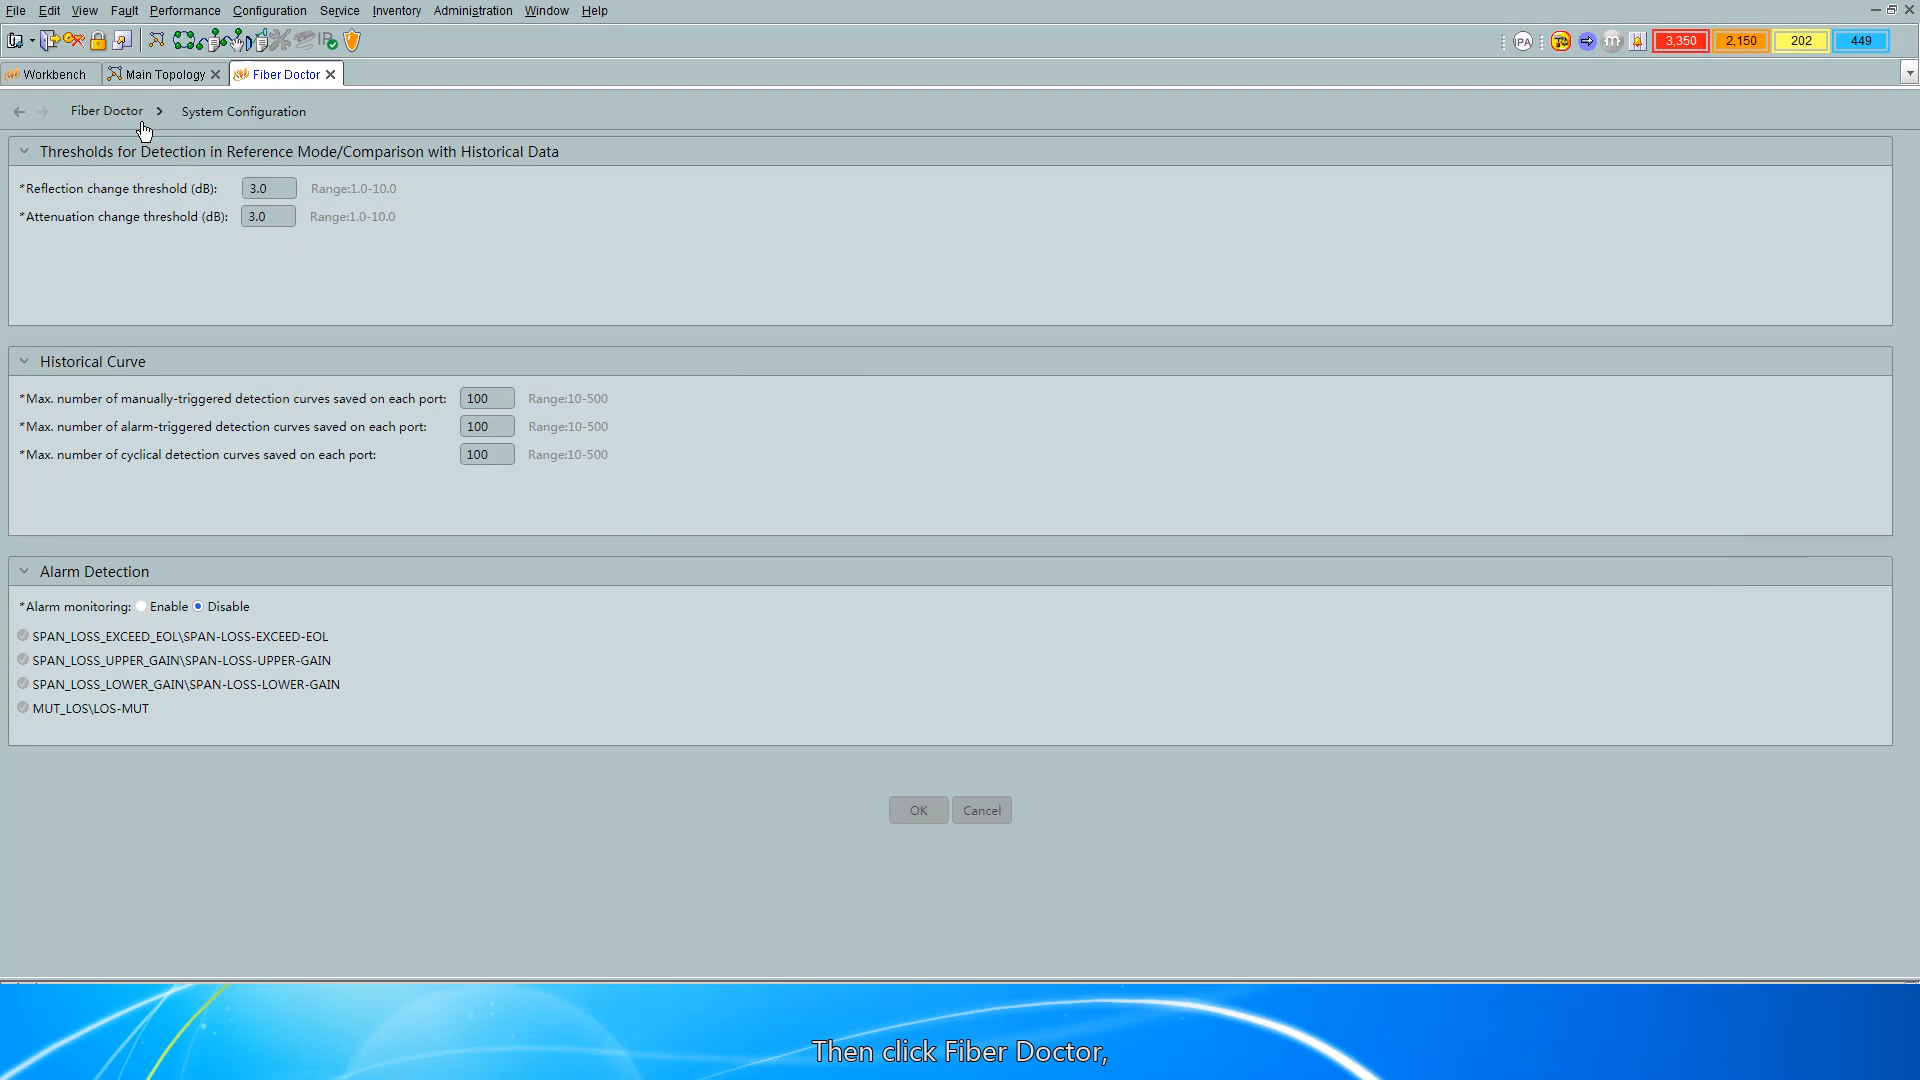 File Edit View Fault Performance Configuration Service Inventory Administration Window Help
IP PA m 3,350 2,150 202 449
Workbench Main Topology Fiber Doctor
Fiber Doctor > System Configuration
Thresholds for Detection in Reference Mode/Comparison with Historical Data
*Reflection change threshold (dB): 3.0 Range:1.0-10.0
*Attenuation change threshold (dB): 3.0 Range:1.0-10.0
Historical Curve
*Max. number of manually-triggered detection curves saved on each port: 100 Range:10-500
*Max. number of alarm-triggered detection curves saved on each port: 100 Range:10-500
*Max. number of cyclical detection curves saved on each port: 100 Range:10-500
Alarm Detection
*Alarm monitoring: Enable Disable
SPAN_LOSS_EXCEED_EOL\SPAN-LOSS-EXCEED-EOL
SPAN_LOSS_UPPER_GAIN\SPAN-LOSS-UPPER-GAIN
SPAN_LOSS_LOWER_GAIN\SPAN-LOSS-LOWER-GAIN
MUT_LOS\LOS-MUT
OK Cancel
Then click Fiber Doctor,